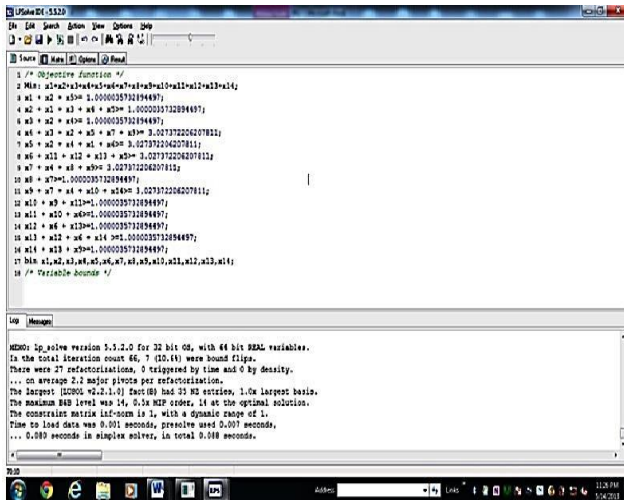 LPSolve IDE - 5.5.2.0
File Edit Search Action View Options Help
Source Matrix Options Result
1 /* Objective function */
2 Min: x1+x2+x3+x4+x5+x6+x7+x8+x9+x10+x11+x12+x13+x14;
3 x1 + x2 + x5>= 1.0000035732894497;
4 x2 + x1 + x3 + x4 + x5>= 1.0000035732894497;
5 x3 + x2 + x4>= 1.0000035732894497;
6 x4 + x3 + x2 + x5 + x7 + x9>= 3.027372206207811;
7 x5 + x2 + x4 + x1 + x6>= 3.027372206207811;
8 x6 + x11 + x12 + x13 + x5>= 3.027372206207811;
9 x7 + x4 + x8 + x9>= 3.027372206207811;
10 x8 + x7>=1.0000035732894497;
11 x9 + x7 + x4 + x10 + x14>= 3.027372206207811;
12 x10 + x9 + x11>=1.0000035732894497;
13 x11 + x10 + x6>=1.0000035732894497;
14 x12 + x6 + x13>=1.0000035732894497;
15 x13 + x12 + x6 + x14 >=1.0000035732894497;
16 x14 + x13 + x9>=1.0000035732894497;
17 bin x1,x2,x3,x4,x5,x6,x7,x8,x9,x10,x11,x12,x13,x14;
18 /* Variable bounds */
Log Messages
MEMO: lp_solve version 5.5.2.0 for 32 bit OS, with 64 bit REAL variables.
In the total iteration count 66, 7 (10.6%) were bound flips.
There were 27 refactorizations, 0 triggered by time and 0 by density.
... on average 2.2 major pivots per refactorization.
The largest [LUSOL v2.2.1.0] fact(B) had 35 NZ entries, 1.0x largest basis.
The maximum B&B level was 14, 0.5x MIP order, 14 at the optimal solution.
The constraint matrix inf-norm is 1, with a dynamic range of 1.
Time to load data was 0.001 seconds, presolve used 0.007 seconds,
... 0.080 seconds in simplex solver, in total 0.088 seconds.
Address Links 11:26 PM
5/14/2013